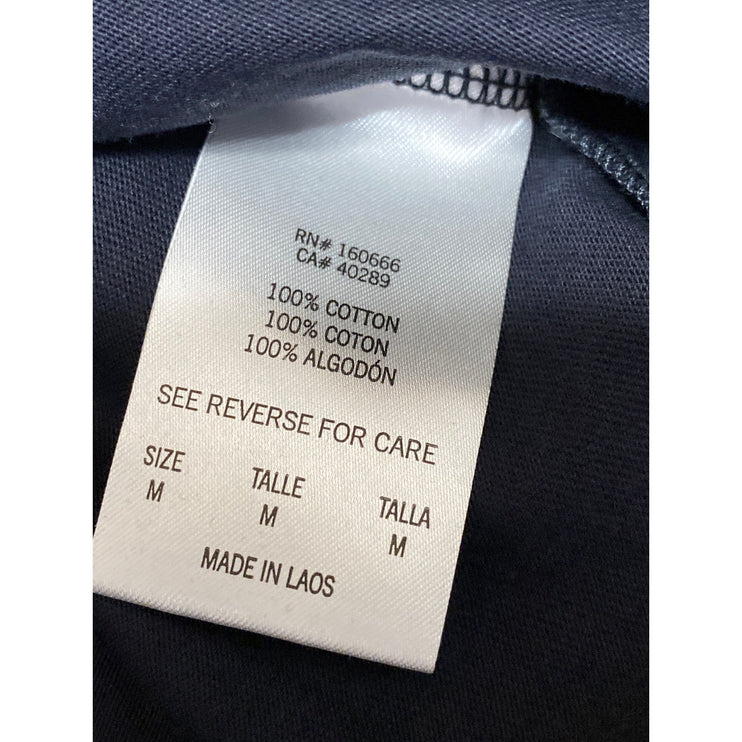 RN# 160666
CA# 40289
100% COTTON
100% COTON
100% ALGODÓN
SEE REVERSE FOR CARE
SIZE TALLE TALLA
M M M
MADE IN LAOS